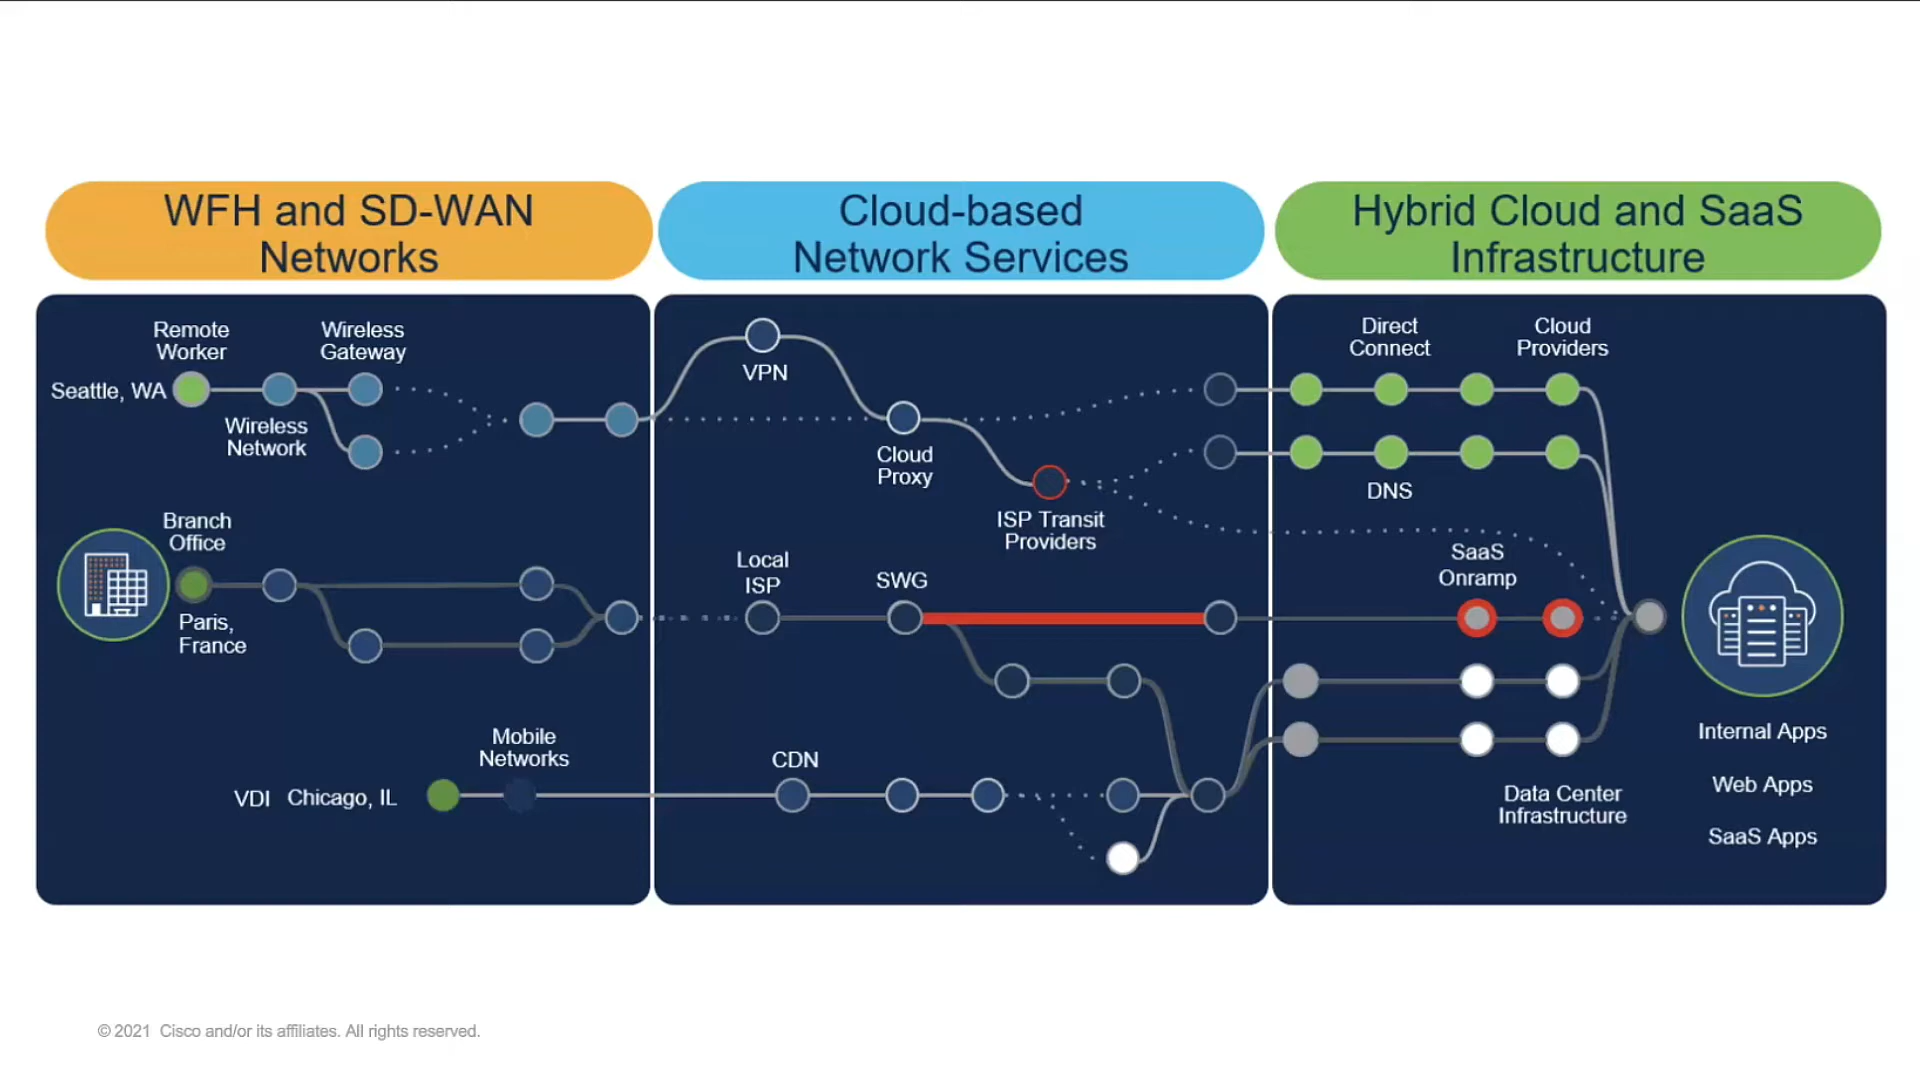 WFH and SD-WAN
Networks
Cloud-based
Network Services
Hybrid Cloud and SaaS
Infrastructure
Remote
Worker
Wireless
Gateway
Seattle, WA
Wireless
Network
Branch
Office
Paris,
France
Mobile
Networks
VDI
Chicago, IL
VPN
Cloud
Proxy
ISP Transit
Providers
Local
ISP
SWG
CDN
Direct
Connect
Cloud
Providers
DNS
SaaS
Onramp
Data Center
Infrastructure
Internal Apps
Web Apps
SaaS Apps
© 2021 Cisco and/or its affiliates. All rights reserved.